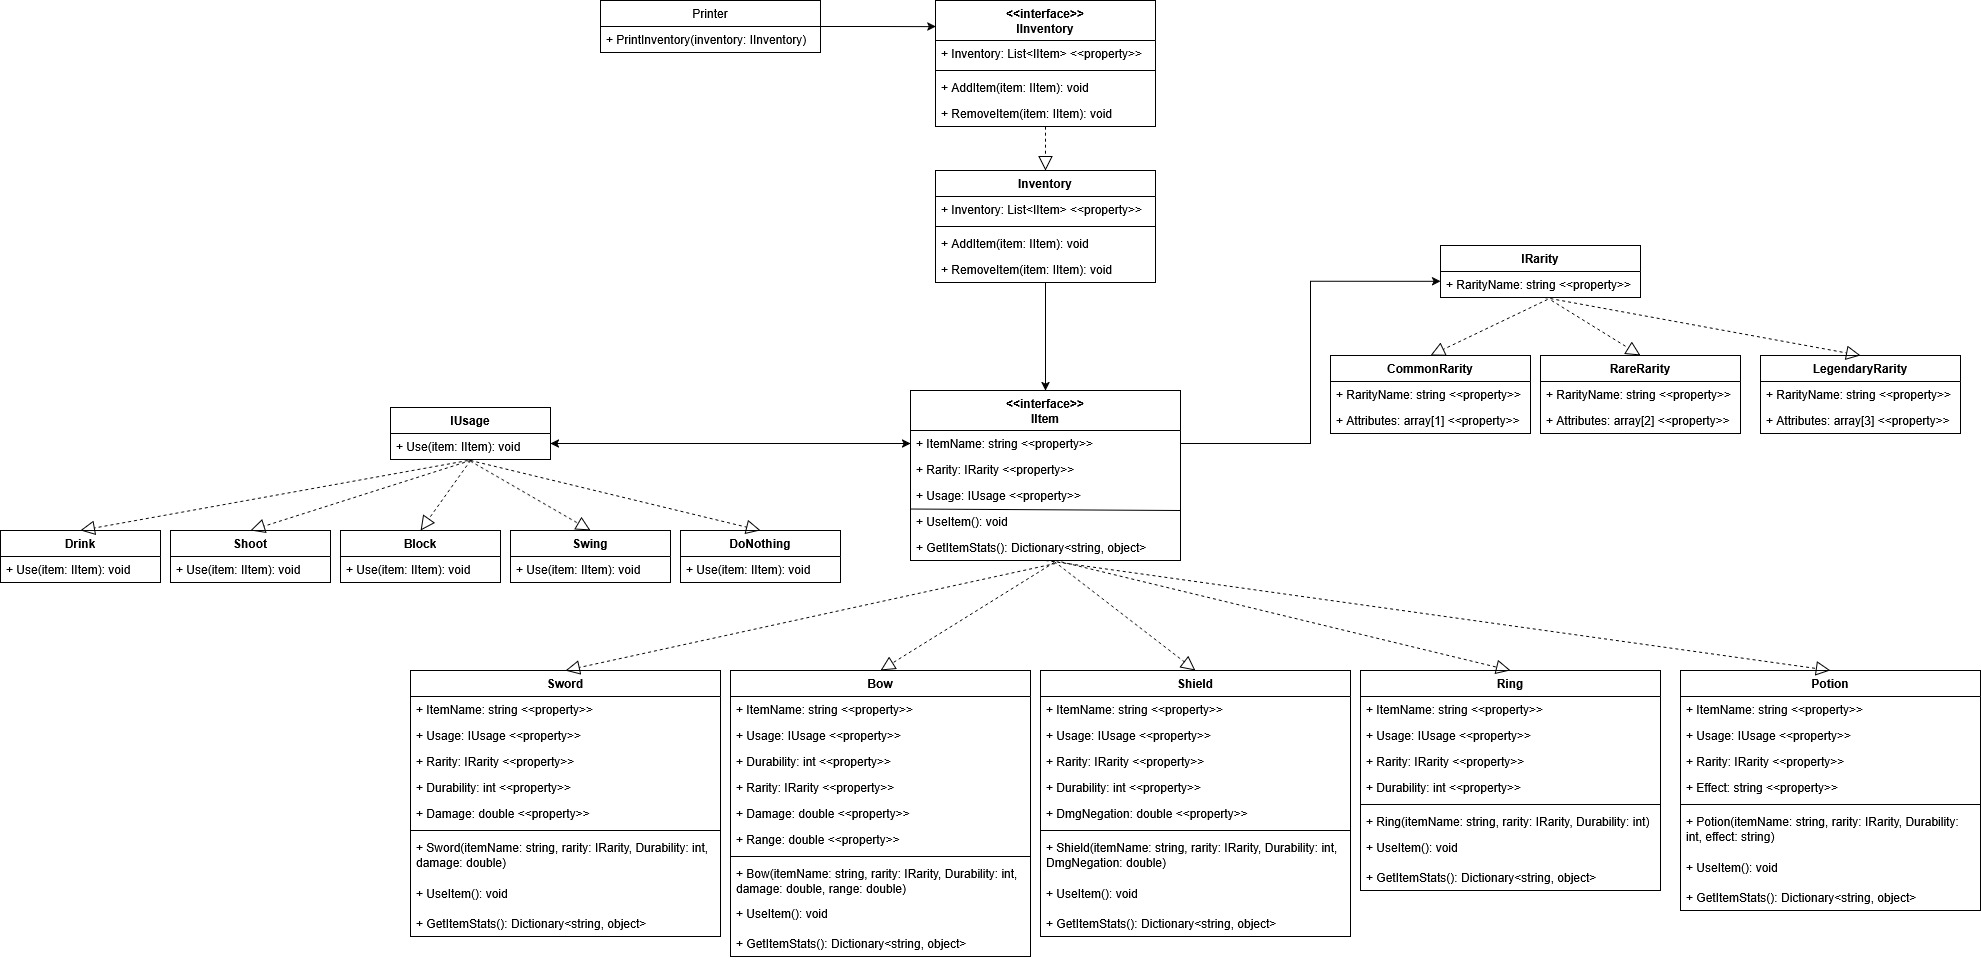 Printer
+ PrintInventory(inventory: IInventory)
<<interface>>
IInventory
+ Inventory: List<IItem> <<property>>
+ AddItem(item: IItem): void
+ RemoveItem(item: IItem): void
Inventory
+ Inventory: List<IItem> <<property>>
+ AddItem(item: IItem): void
+ RemoveItem(item: IItem): void
IRarity
+ RarityName: string <<property>>
CommonRarity
+ RarityName: string <<property>>
+ Attributes: array[1] <<property>>
RareRarity
+ RarityName: string <<property>>
+ Attributes: array[2] <<property>>
LegendaryRarity
+ RarityName: string <<property>>
+ Attributes: array[3] <<property>>
IUsage
+ Use(item: IItem): void
<<interface>>
IItem
+ ItemName: string <<property>>
+ Rarity: IRarity <<property>>
+ Usage: IUsage <<property>>
+ UseItem(): void
+ GetItemStats(): Dictionary<string, object>
Drink
+ Use(item: IItem): void
Shoot
+ Use(item: IItem): void
Block
+ Use(item: IItem): void
Swing
+ Use(item: IItem): void
DoNothing
+ Use(item: IItem): void
Sword
+ ItemName: string <<property>>
+ Usage: IUsage <<property>>
+ Rarity: IRarity <<property>>
+ Durability: int <<property>>
+ Damage: double <<property>>
+ Sword(itemName: string, rarity: IRarity, Durability: int,
damage: double)
+ UseItem(): void
+ GetItemStats(): Dictionary<string, object>
Bow
+ ItemName: string <<property>>
+ Usage: IUsage <<property>>
+ Durability: int <<property>>
+ Rarity: IRarity <<property>>
+ Damage: double <<property>>
+ Range: double <<property>>
+ Bow(itemName: string, rarity: IRarity, Durability: int,
damage: double, range: double)
+ UseItem(): void
+ GetItemStats(): Dictionary<string, object>
Shield
+ ItemName: string <<property>>
+ Usage: IUsage <<property>>
+ Rarity: IRarity <<property>>
+ Durability: int <<property>>
+ DmgNegation: double <<property>>
+ Shield(itemName: string, rarity: IRarity, Durability: int,
DmgNegation: double)
+ UseItem(): void
+ GetItemStats(): Dictionary<string, object>
Ring
+ ItemName: string <<property>>
+ Usage: IUsage <<property>>
+ Rarity: IRarity <<property>>
+ Durability: int <<property>>
+ Ring(itemName: string, rarity: IRarity, Durability: int)
+ UseItem(): void
+ GetItemStats(): Dictionary<string, object>
Potion
+ ItemName: string <<property>>
+ Usage: IUsage <<property>>
+ Rarity: IRarity <<property>>
+ Effect: string <<property>>
+ Potion(itemName: string, rarity: IRarity, Durability:
int, effect: string)
+ UseItem(): void
+ GetItemStats(): Dictionary<string, object>